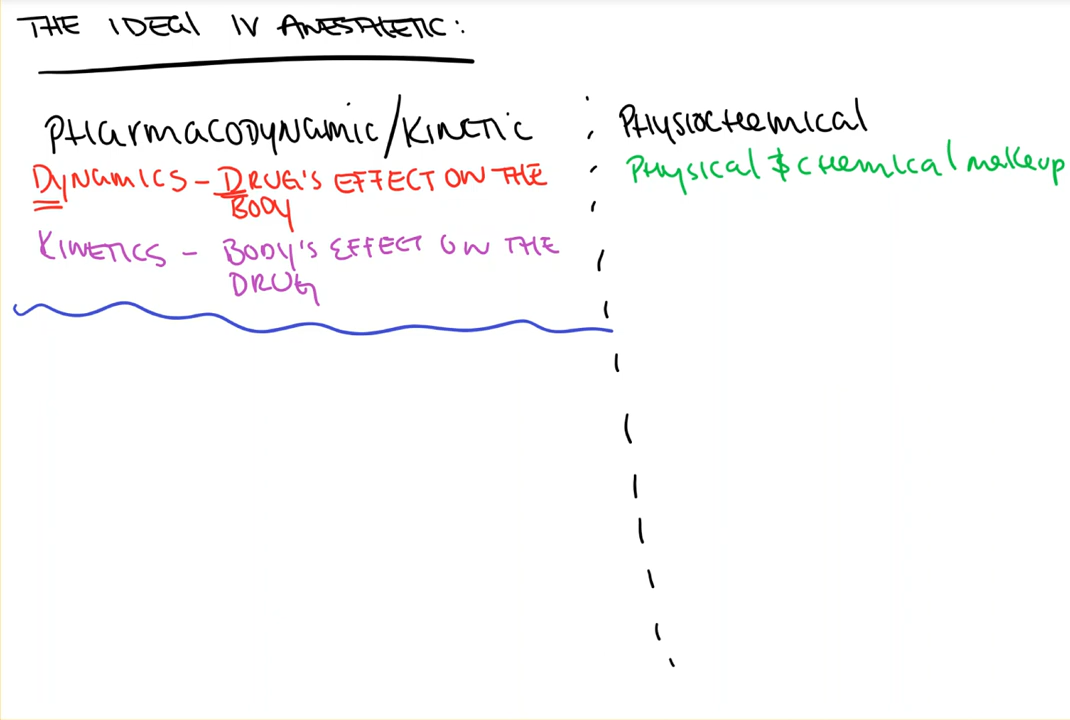 THE IDEAL IV ANESTHETIC:
PHARMACODYNAMIC/KINETIC
DYNAMICS - DRUG'S EFFECT ON THE
BODY
KINETICS - BODY'S EFFECT ON THE
DRUG
PHYSIOCHEMICAL
PHYSICAL & CHEMICAL MAKEUP